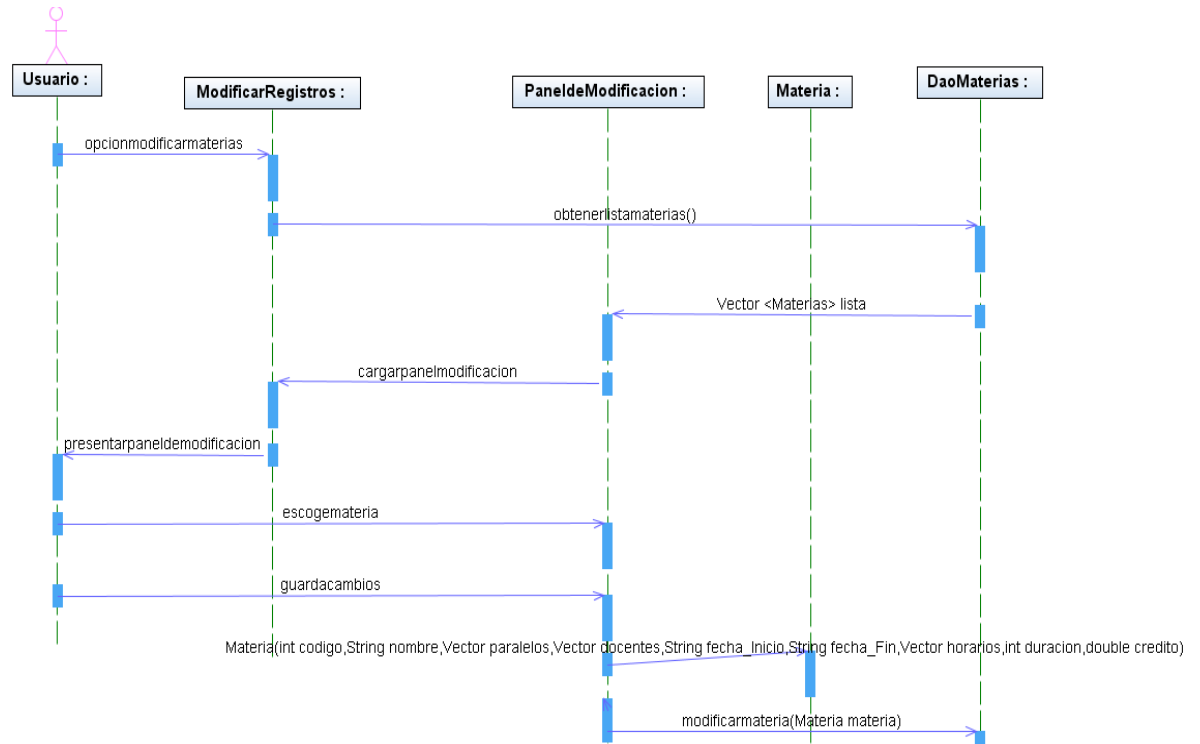 Usuario :
ModificarRegistros :
PaneldeModificacion :
Materia :
DaoMaterias :
opcionmodificarmaterias
obtenerlistamaterias()
Vector <Materias> lista
cargarpanelmodificacion
presentarpaneldemodificacion
escogemateria
guardacambios
Materia(int codigo,String nombre,Vector paralelos,Vector docentes,String fecha_Inicio,String fecha_Fin,Vector horarios,int duracion,double credito)
modificarmateria(Materia materia)